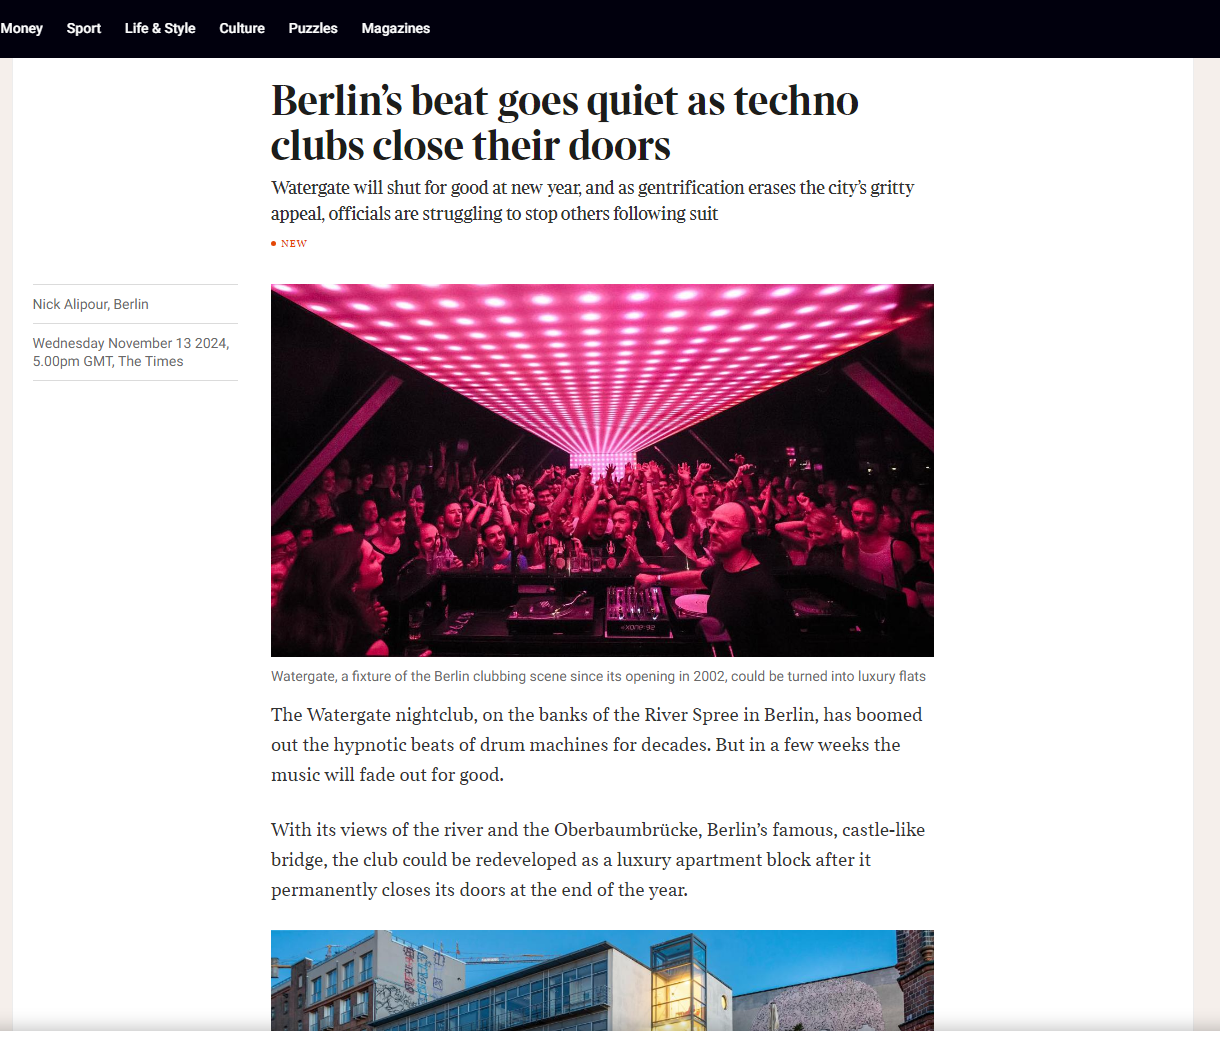 Money Sport Life & Style Culture Puzzles Magazines
Berlin’s beat goes quiet as techno
clubs close their doors
Watergate will shut for good at new year, and as gentrification erases the city’s gritty
appeal, officials are struggling to stop others following suit
NEW
Nick Alipour, Berlin
Wednesday November 13 2024,
5.00pm GMT, The Times
XONE:92
Watergate, a fixture of the Berlin clubbing scene since its opening in 2002, could be turned into luxury flats
The Watergate nightclub, on the banks of the River Spree in Berlin, has boomed
out the hypnotic beats of drum machines for decades. But in a few weeks the
music will fade out for good.
With its views of the river and the Oberbaumbrücke, Berlin’s famous, castle-like
bridge, the club could be redeveloped as a luxury apartment block after it
permanently closes its doors at the end of the year.